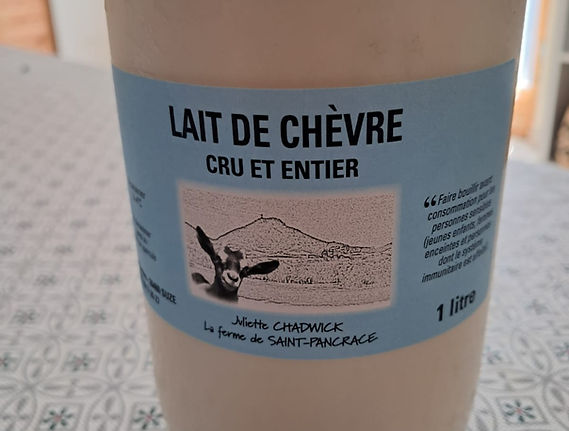 LAIT DE CHÈVRE
CRU ET ENTIER
“ Faire bouillir avant
consommation pour les
personnes sensibles
(jeunes enfants, femmes
enceintes et personnes
dont le système
immunitaire est
1 litre
Juliette CHADWICK
La ferme de SAINT-PANCRACE